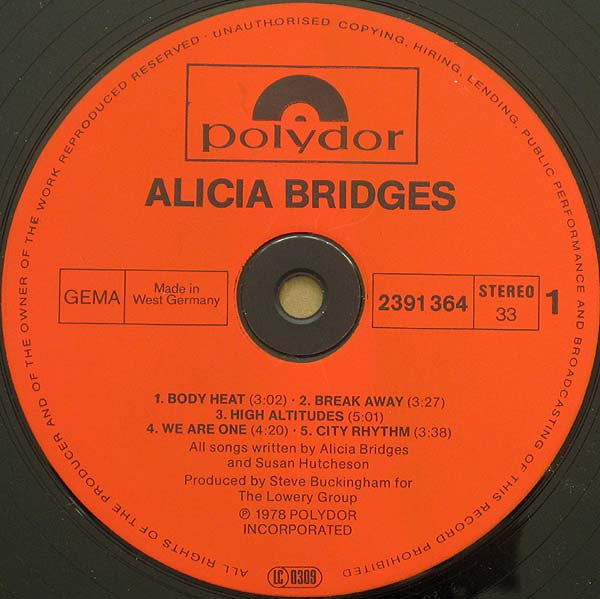 ALL RIGHTS OF THE PRODUCER AND OF THE OWNER OF THE WORK REPRODUCED RESERVED · UNAUTHORISED COPYING, HIRING, LENDING, PUBLIC PERFORMANCE AND BROADCASTING OF THIS RECORD PROHIBITED
polydor
ALICIA BRIDGES
GEMA
Made in
West Germany
2391 364
STEREO
33
1
1. BODY HEAT (3:02) · 2. BREAK AWAY (3:27)
3. HIGH ALTITUDES (5:01)
4. WE ARE ONE (4:20) · 5. CITY RHYTHM (3:38)
All songs written by Alicia Bridges
and Susan Hutcheson
Produced by Steve Buckingham for
The Lowery Group
℗ 1978 POLYDOR
INCORPORATED
LC 0309